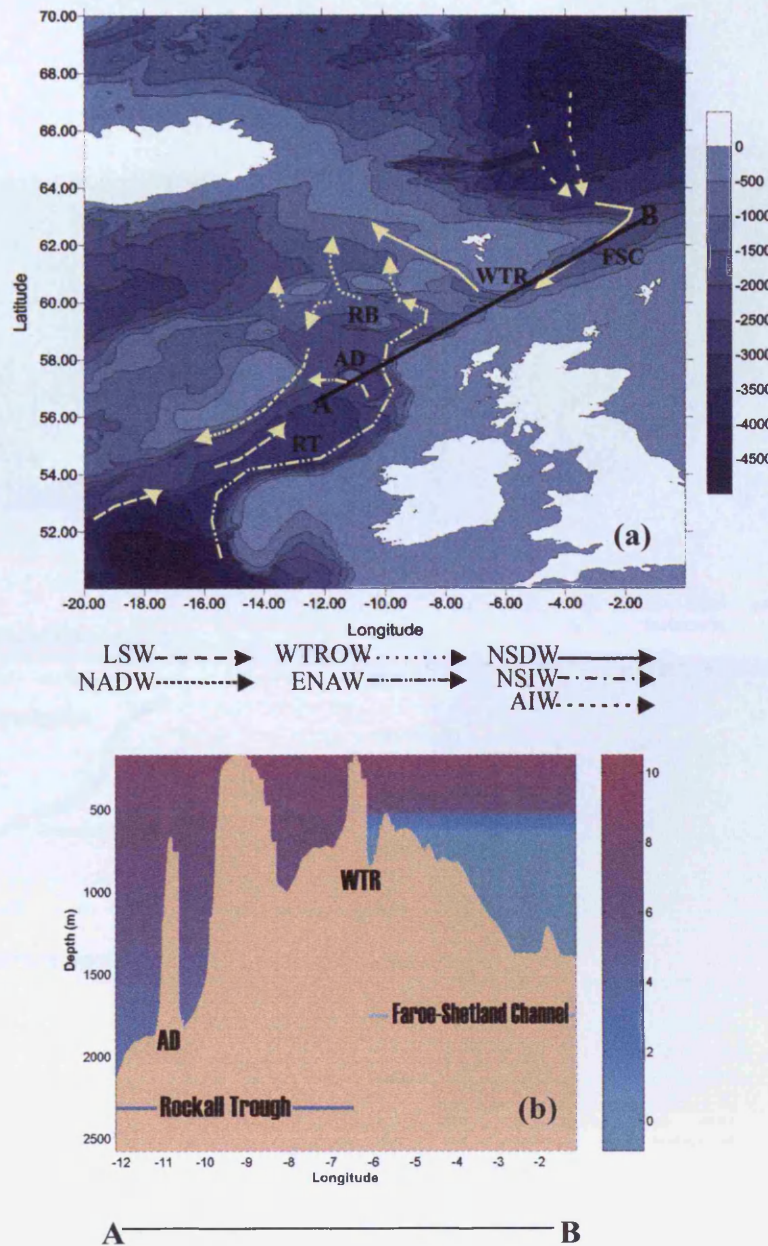 70.00
68.00
66.00
64.00
62.00
60.00
58.00
56.00
54.00
52.00
Latitude
-20.00 -18.00 -16.00 -14.00 -12.00 -10.00 -8.00 -6.00 -4.00 -2.00
Longitude
B
FSC
WTR
RB
AD
A
RT
(a)
0
-500
-1000
-1500
-2000
-2500
-3000
-3500
-4000
-4500
LSW WTROW NSDW
NADW ENAW NSIW
AIW
500
1000
1500
2000
2500
Depth (m)
WTR
AD
Faroe-Shetland Channel
Rockall Trough
(b)
-12 -11 -10 -9 -8 -7 -6 -5 -4 -3 -2
Longitude
10
8
6
4
2
0
A B